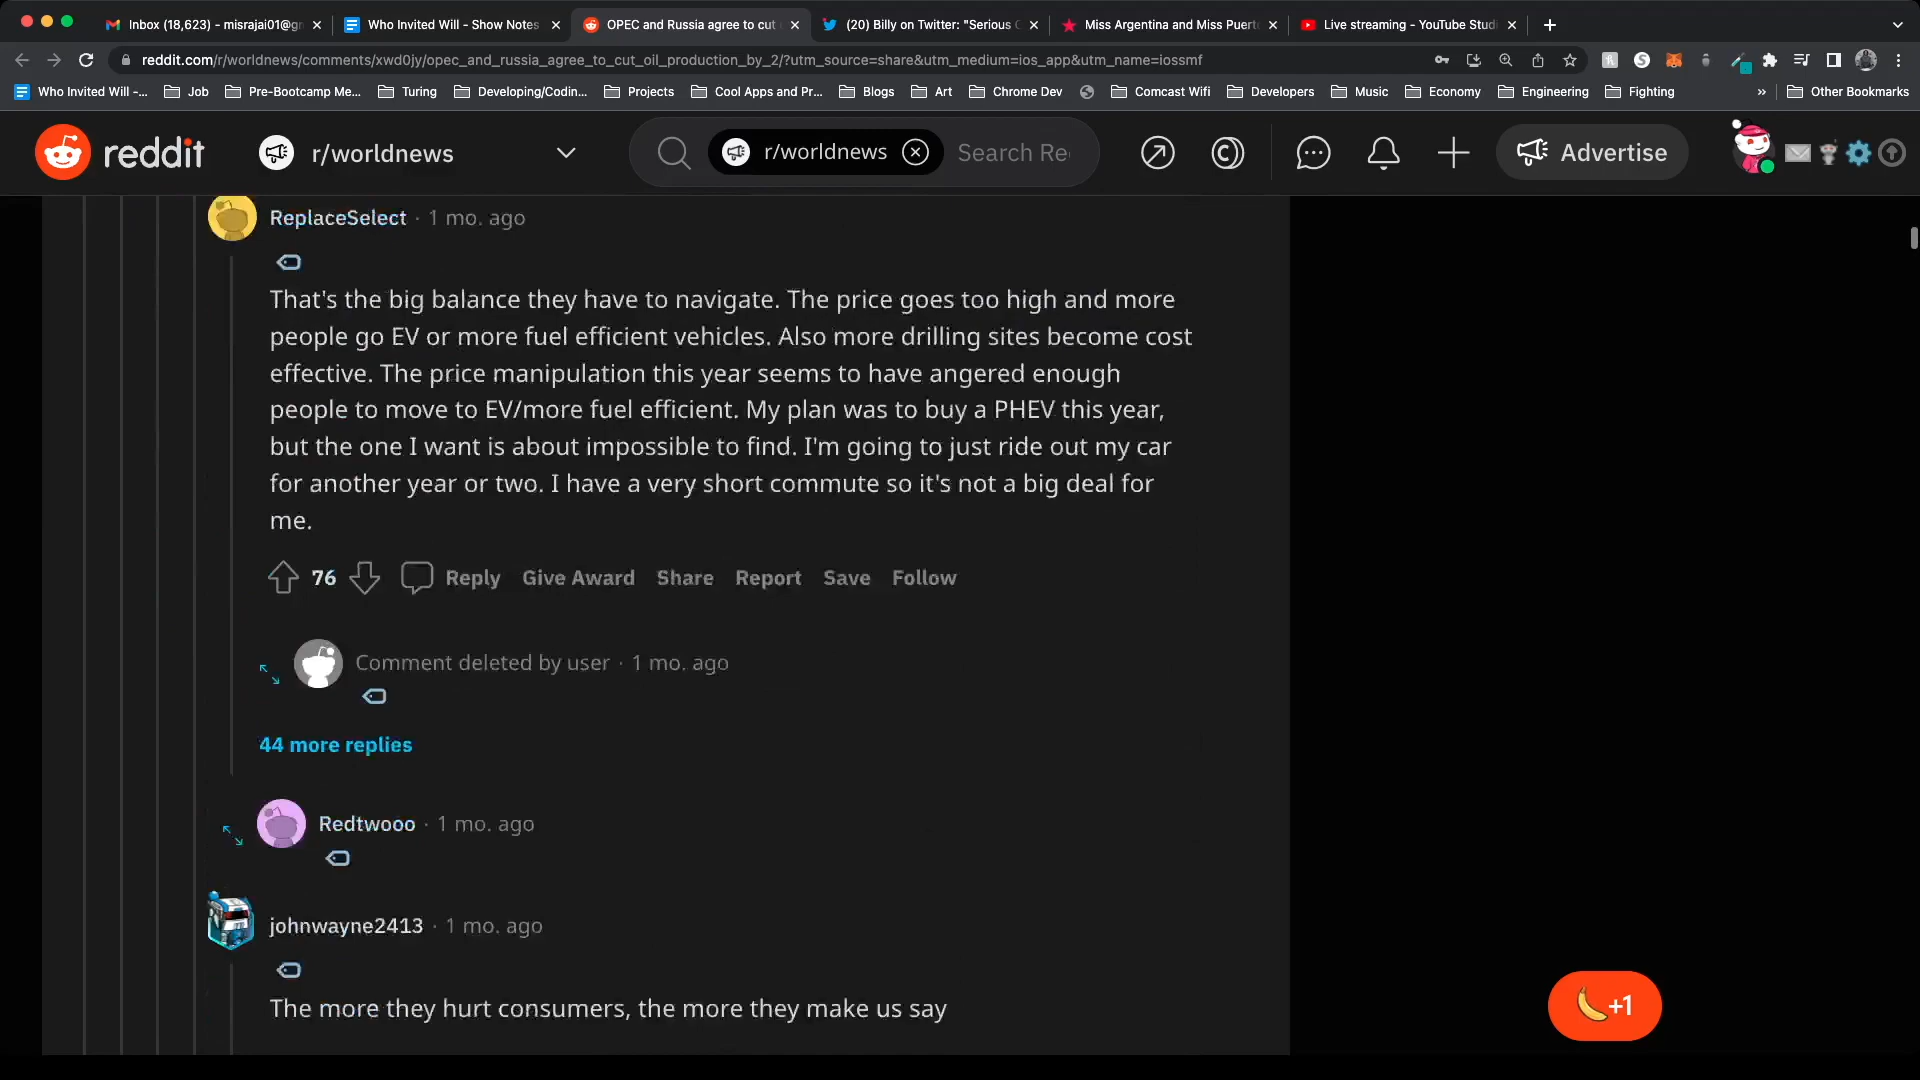 Inbox (18,623) - misrajai01@g
Who Invited Will - Show Notes
OPEC and Russia agree to cut
(20) Billy on Twitter: "Serious
Miss Argentina and Miss Puert
Live streaming - YouTube Stud
reddit.com/r/worldnews/comments/xwd0jy/opec_and_russia_agree_to_cut_oil_production_by_2/?utm_source=share&utm_medium=ios_app&utm_name=iossmf
Who Invited Will -...
Job
Pre-Bootcamp Me...
Turing
Developing/Codin...
Projects
Cool Apps and Pr...
Blogs
Art
Chrome Dev
Comcast Wifi
Developers
Music
Economy
Engineering
Fighting
»
Other Bookmarks
reddit
r/worldnews
r/worldnews
Search Re
Advertise
ReplaceSelect · 1 mo. ago
That's the big balance they have to navigate. The price goes too high and more
people go EV or more fuel efficient vehicles. Also more drilling sites become cost
effective. The price manipulation this year seems to have angered enough
people to move to EV/more fuel efficient. My plan was to buy a PHEV this year,
but the one I want is about impossible to find. I'm going to just ride out my car
for another year or two. I have a very short commute so it's not a big deal for
me.
76 Reply Give Award Share Report Save Follow
Comment deleted by user · 1 mo. ago
44 more replies
Redtwooo · 1 mo. ago
johnwayne2413 · 1 mo. ago
The more they hurt consumers, the more they make us say
+1